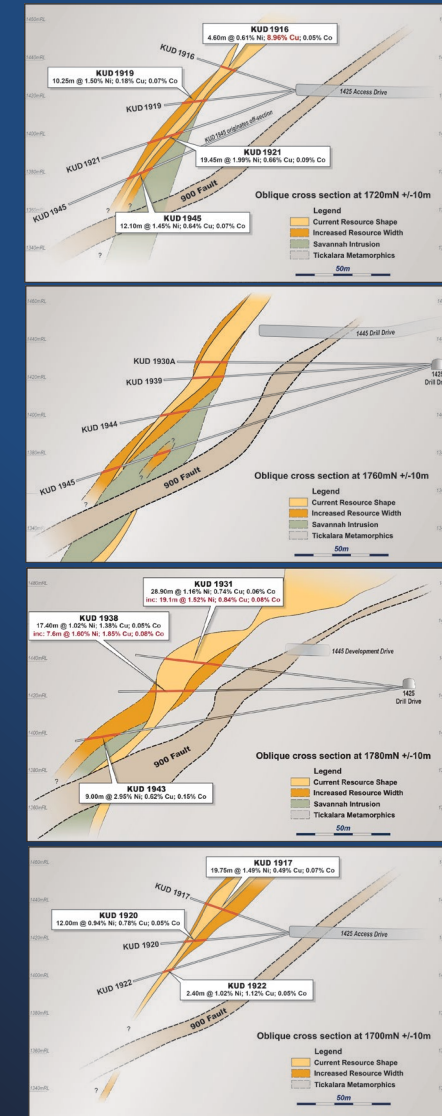 KUD 1916
4.60m @ 0.61% Ni; 8.96% Cu; 0.05% Co
KUD 1916
KUD 1919
10.25m @ 1.50% Ni; 0.18% Cu; 0.07% Co
1425 Access Drive
KUD 1919
KUD 1945 originates off-section
KUD 1921
KUD 1921
19.45m @ 1.99% Ni; 0.66% Cu; 0.09% Co
KUD 1945
900 Fault
KUD 1945
12.10m @ 1.45% Ni; 0.64% Cu; 0.07% Co
?
?
Oblique cross section at 1720mN +/-10m
Legend
Current Resource Shape
Increased Resource Width
Savannah Intrusion
Tickalara Metamorphics
50m
1445 Drill Drive
KUD 1930A
KUD 1939
1425
KUD 1944
?
KUD 1945
?
900 Fault
Oblique cross section at 1760mN +/-10m
Legend
Current Resource Shape
Increased Resource Width
Savannah Intrusion
Tickalara Metamorphics
50m
KUD 1931
28.90m @ 1.16% Ni; 0.74% Cu; 0.06% Co
inc: 19.1m @ 1.52% Ni; 0.84% Cu; 0.08% Co
KUD 1938
17.40m @ 1.02% Ni; 1.38% Cu; 0.05% Co
inc: 7.6m @ 1.60% Ni; 1.85% Cu; 0.08% Co
1445 Development Drive
1425
Drill Drive
900 Fault
?
KUD 1943
9.00m @ 2.95% Ni; 0.62% Cu; 0.15% Co
Oblique cross section at 1780mN +/-10m
Legend
Current Resource Shape
Increased Resource Width
Savannah Intrusion
Tickalara Metamorphics
50m
KUD 1917
19.75m @ 1.49% Ni; 0.49% Cu; 0.07% Co
KUD 1917
KUD 1920
12.00m @ 0.94% Ni; 0.78% Cu; 0.05% Co
1425 Access Drive
KUD 1920
KUD 1922
KUD 1922
2.40m @ 1.02% Ni; 1.12% Cu; 0.05% Co
?
900 Fault
?
Oblique cross section at 1700mN +/-10m
Legend
Current Resource Shape
Increased Resource Width
Tickalara Metamorphics
50m